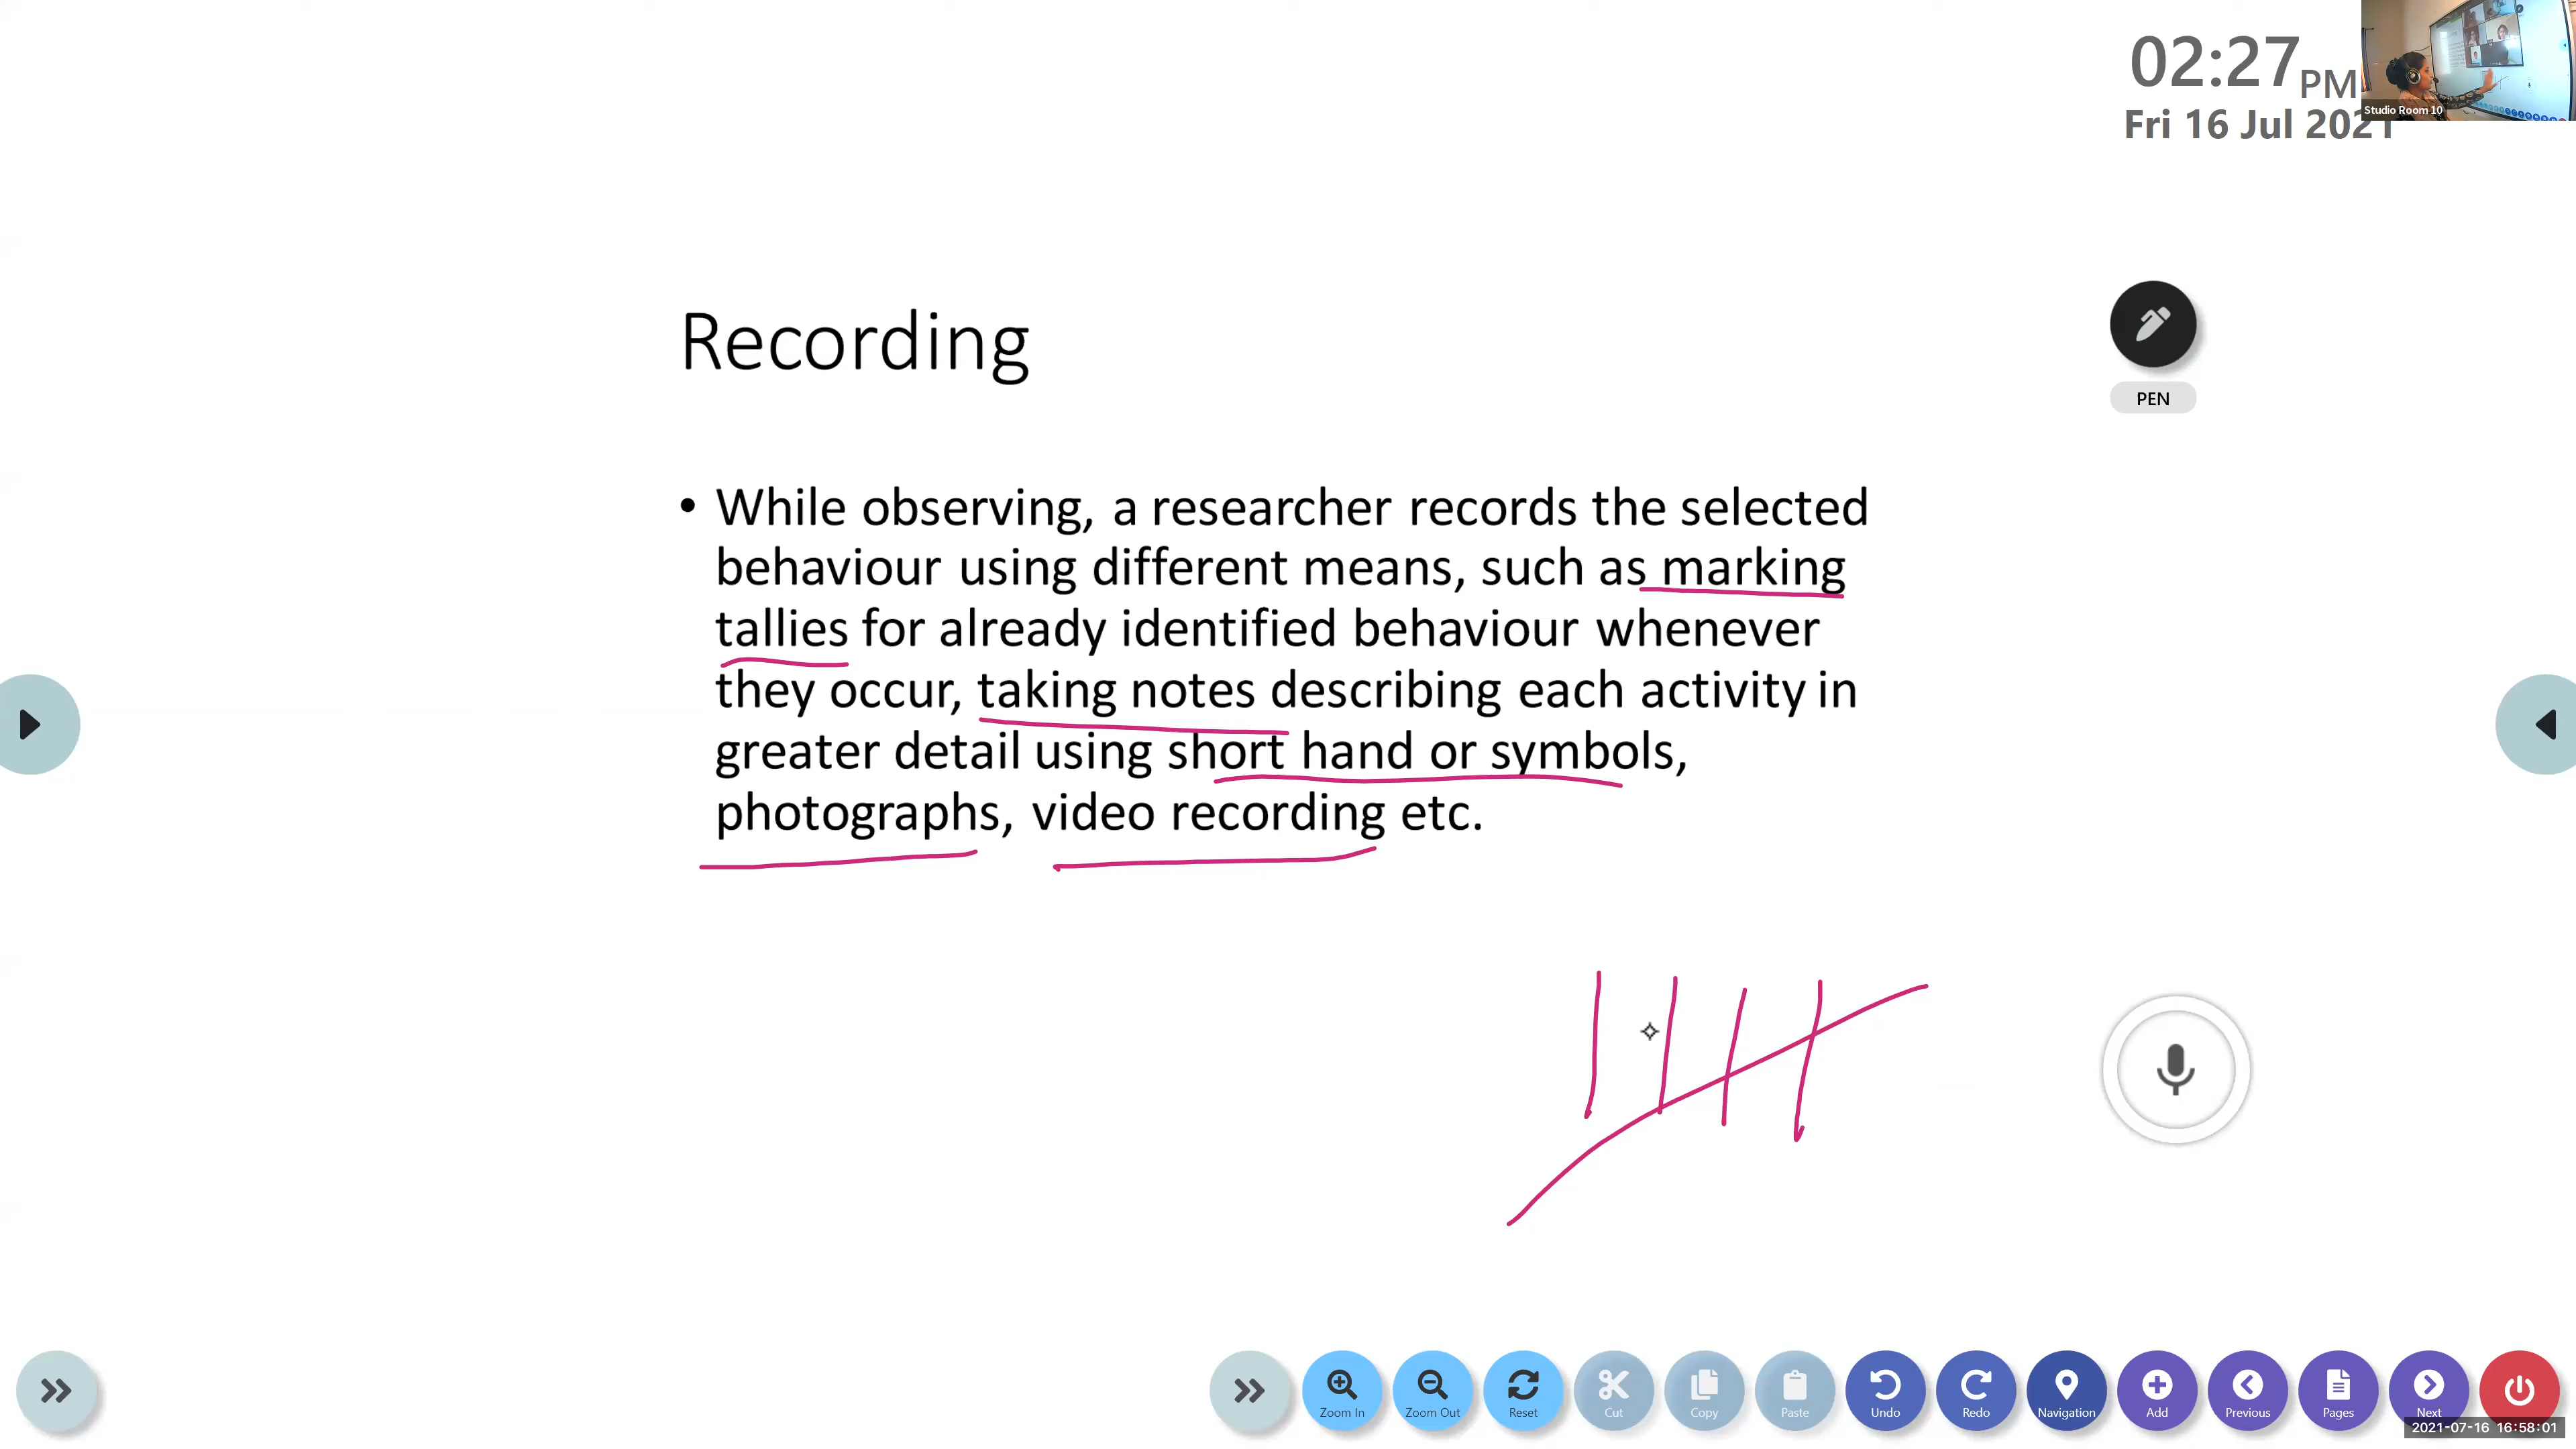 02:27 PM
Fri 16 Jul 2021
Studio Room 10
Recording
PEN
• While observing, a researcher records the selected
behaviour using different means, such as marking
tallies for already identified behaviour whenever
they occur, taking notes describing each activity in
greater detail using short hand or symbols,
photographs, video recording etc.
Zoom In
Zoom Out
Reset
Cut
Copy
Paste
Undo
Redo
Navigation
Add
Previous
Pages
Next
2021-07-16 16:58:01